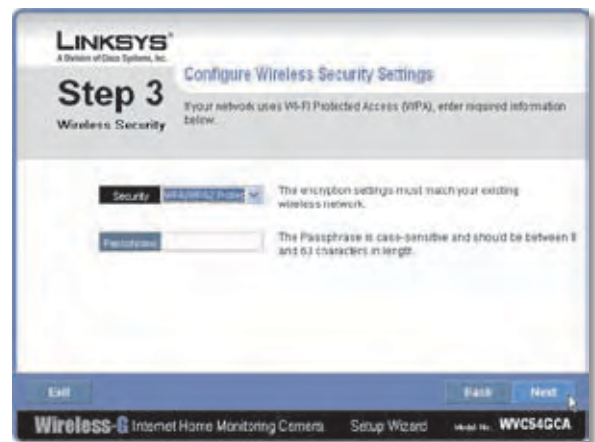 LINKSYS®
A Division of Cisco Systems, Inc.
Step 3
Wireless Security
Configure Wireless Security Settings
If your network uses Wi-Fi Protected Access (WPA), enter required information
below.
Security
The encryption settings must match your existing
wireless network.
Passphrase
The Passphrase is case-sensitive and should be between 8
and 63 characters in length.
Exit
Back
Next
Wireless-G Internet Home Monitoring Camera Setup Wizard Model No. WVC54GCA